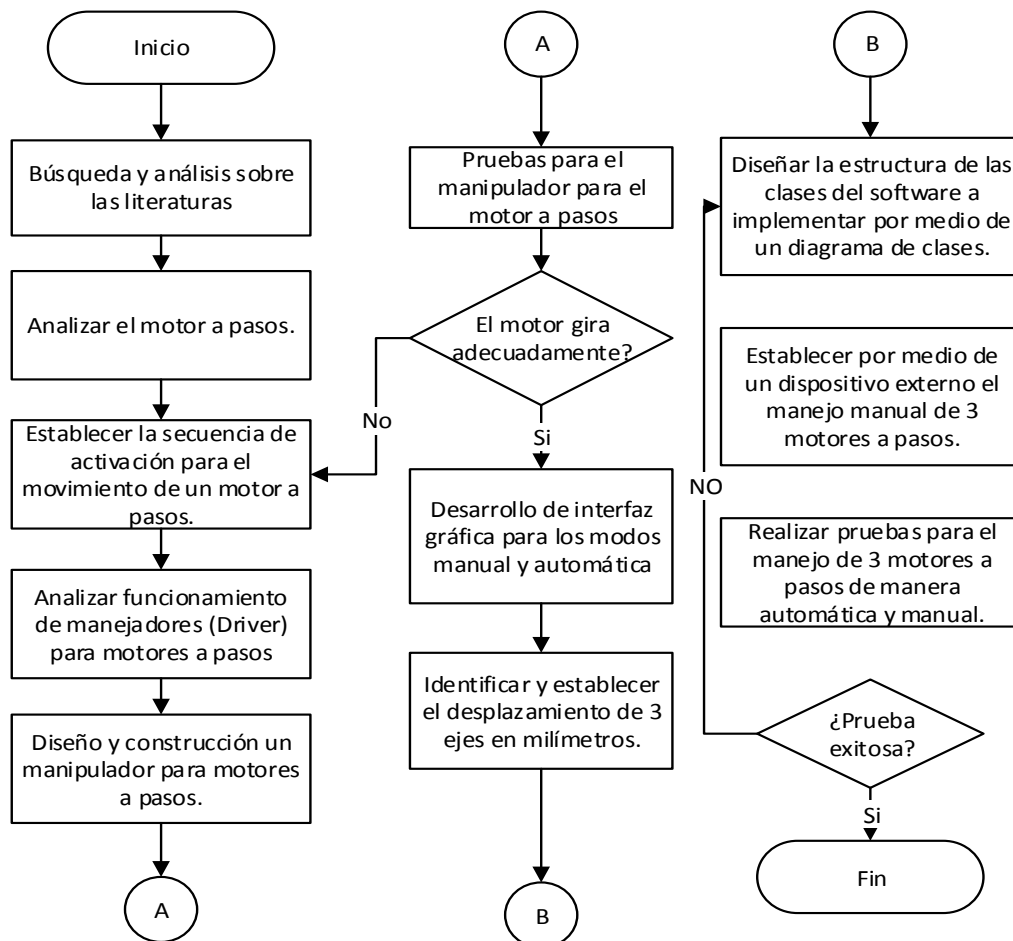 Inicio
Búsqueda y análisis sobre
las literaturas
Analizar el motor a pasos.
Establecer la secuencia de
activación para el
movimiento de un motor a
pasos.
Analizar funcionamiento
de manejadores (Driver)
para motores a pasos
Diseño y construcción un
manipulador para motores
a pasos.
A
A
Pruebas para el
manipulador para el
motor a pasos
El motor gira
adecuadamente?
No
Si
Desarrollo de interfaz
gráfica para los modos
manual y automática
Identificar y establecer
el desplazamiento de 3
ejes en milímetros.
B
B
Diseñar la estructura de las
clases del software a
implementar por medio de
un diagrama de clases.
Establecer por medio de
un dispositivo externo el
manejo manual de 3
motores a pasos.
NO
Realizar pruebas para el
manejo de 3 motores a
pasos de manera
automática y manual.
¿Prueba
exitosa?
Si
Fin